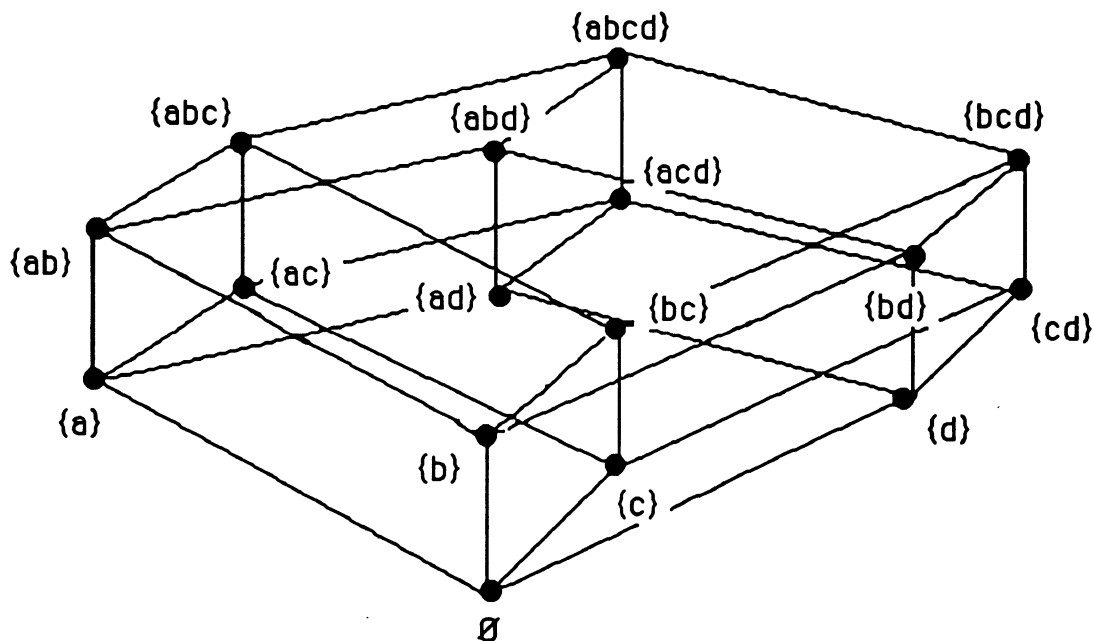 {abcd}
{abc}
{abd}
{bcd}
{acd}
{ab}
{ac}
{ad}
{bc}
{bd}
{cd}
{a}
{b}
{d}
{c}
Ø